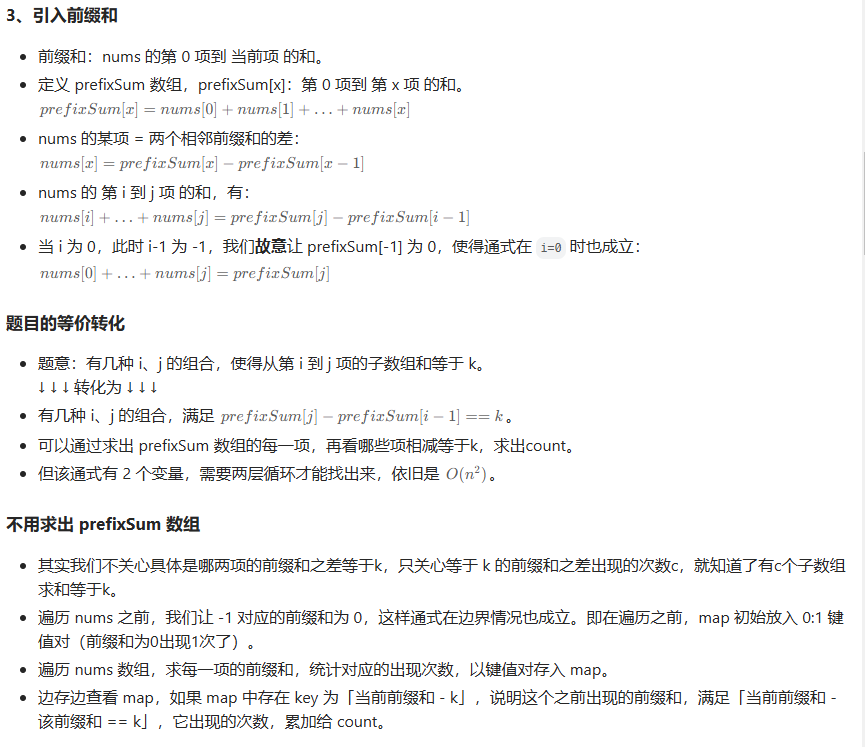 3、引入前缀和
• 前缀和：nums 的第 0 项到 当前项 的和。
• 定义 prefixSum 数组，prefixSum[x]：第 0 项到 第 x 项 的和。
prefixSum[x] = nums[0] + nums[1] + … + nums[x]
• nums 的某项 = 两个相邻前缀和的差：
nums[x] = prefixSum[x] − prefixSum[x − 1]
• nums 的 第 i 到 j 项 的和，有：
nums[i] + … + nums[j] = prefixSum[j] − prefixSum[i − 1]
• 当 i 为 0，此时 i-1 为 -1，我们故意让 prefixSum[-1] 为 0，使得通式在 i=0 时也成立：
nums[0] + … + nums[j] = prefixSum[j]
题目的等价转化
• 题意：有几种 i、j 的组合，使得从第 i 到 j 项的子数组和等于 k。
↓↓↓转化为↓↓↓
• 有几种 i、j 的组合，满足 prefixSum[j] − prefixSum[i − 1] == k。
• 可以通过求出 prefixSum 数组的每一项，再看哪些项相减等于k，求出count。
• 但该通式有 2 个变量，需要两层循环才能找出来，依旧是 O(n²)。
不用求出 prefixSum 数组
• 其实我们不关心具体是哪两项的前缀和之差等于k，只关心等于 k 的前缀和之差出现的次数c，就知道了有c个子数组
求和等于k。
• 遍历 nums 之前，我们让 -1 对应的前缀和为 0，这样通式在边界情况也成立。即在遍历之前，map 初始放入 0:1 键
值对（前缀和为0出现1次了）。
• 遍历 nums 数组，求每一项的前缀和，统计对应的出现次数，以键值对存入 map。
• 边存边查看 map，如果 map 中存在 key 为「当前前缀和 - k」，说明这个之前出现的前缀和，满足「当前前缀和 -
该前缀和 == k」，它出现的次数，累加给 count。